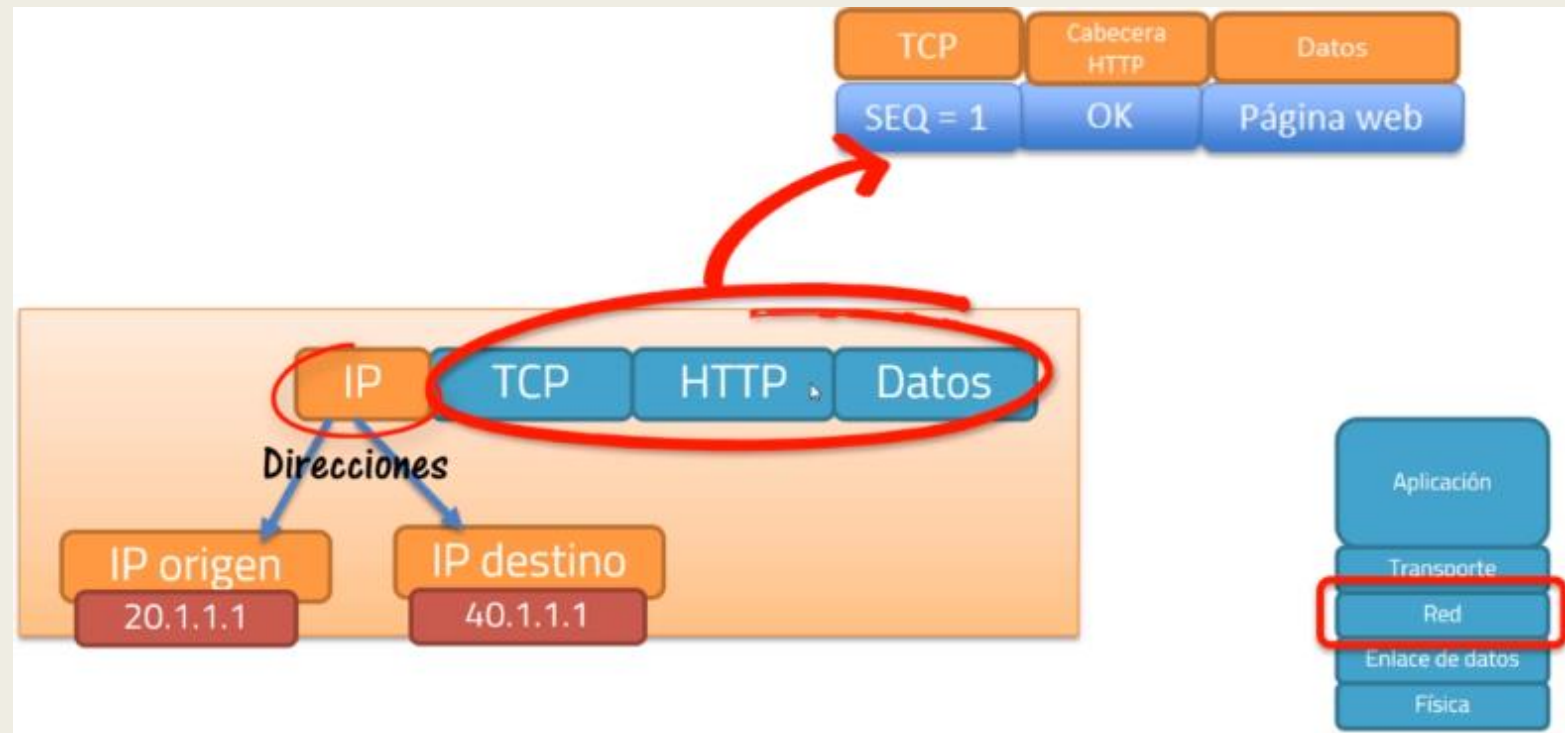 TCP
Cabecera
HTTP
Datos
SEQ = 1
OK
Página web
IP
TCP
HTTP
Datos
Direcciones
IP origen
IP destino
20.1.1.1
40.1.1.1
Aplicación
Transporte
Red
Enlace de datos
Física